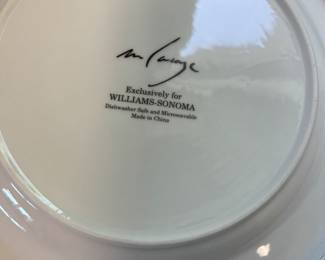 Exclusively for
WILLIAMS-SONOMA
Dishwasher Safe and Microwavable
Made in China